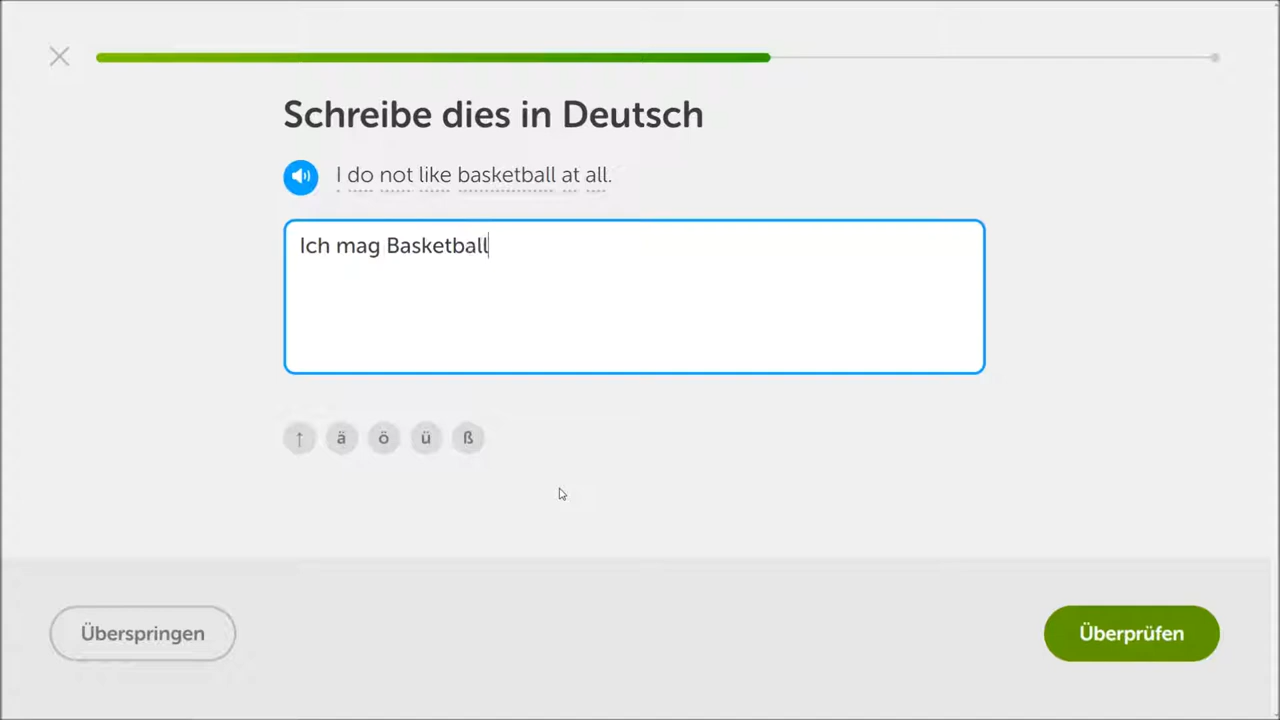 Schreibe dies in Deutsch
I do not like basketball at all.
Ich mag Basketball
↑ ä ö ü ß
Überspringen
Überprüfen